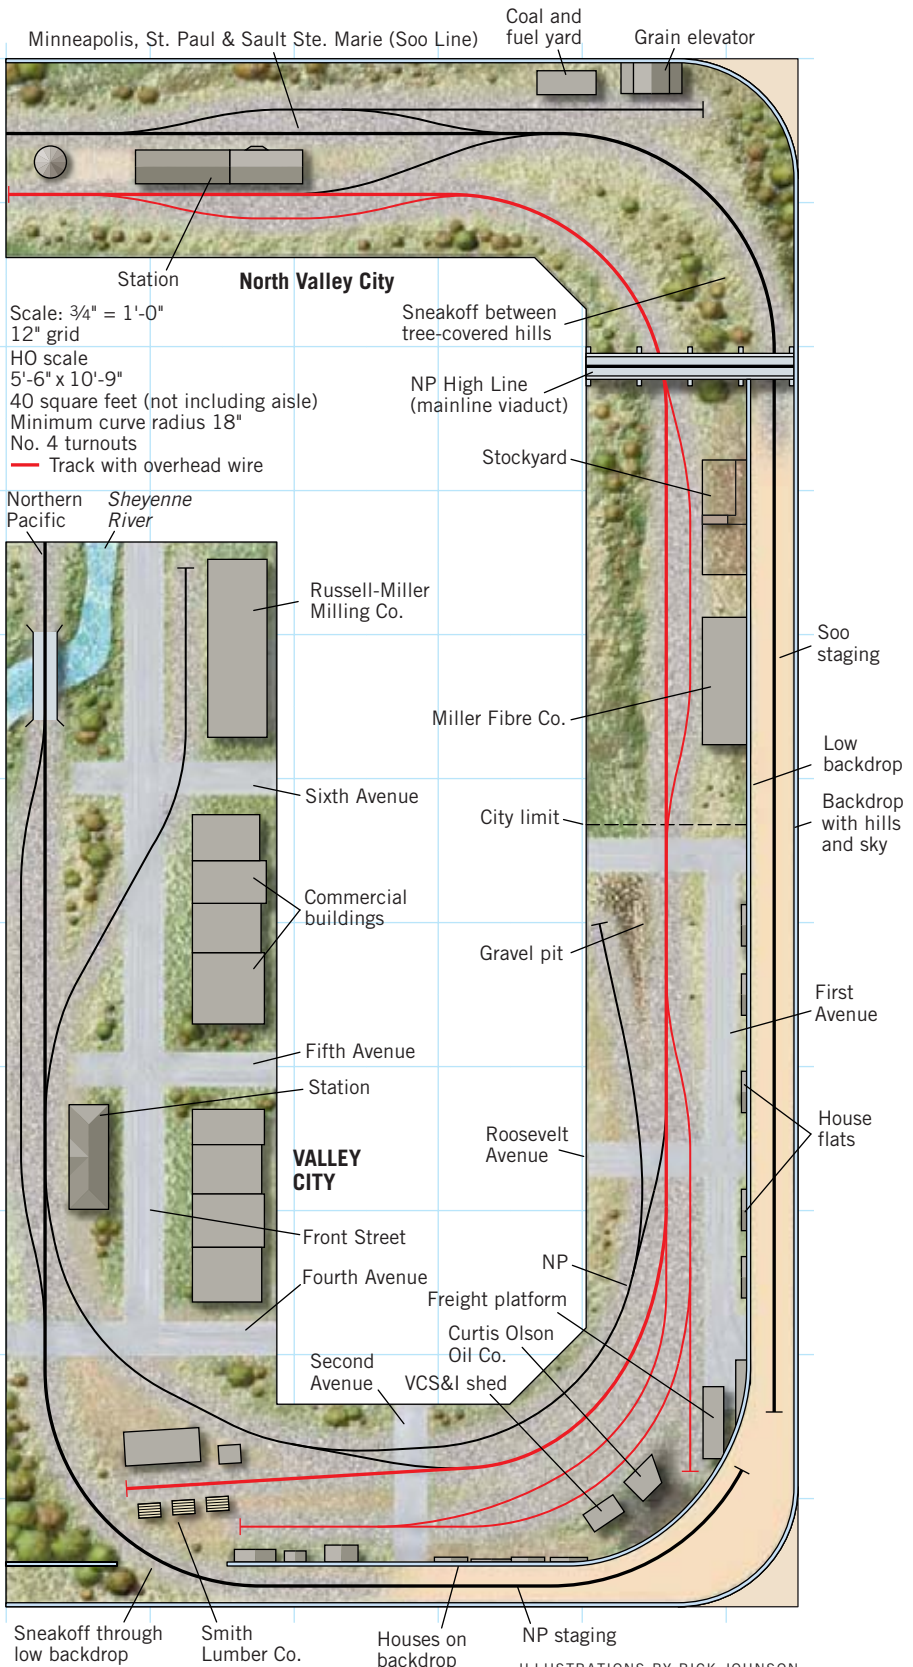 Coal and
fuel yard
Grain elevator
Minneapolis, St. Paul & Sault Ste. Marie (Soo Line)
Station
North Valley City
Scale: ¾" = 1'-0"
12" grid
HO scale
5'-6" x 10'-9"
40 square feet (not including aisle)
Minimum curve radius 18"
No. 4 turnouts
Track with overhead wire
Sneakoff between
tree-covered hills
NP High Line
(mainline viaduct)
Stockyard
Northern
Pacific
Sheyenne
River
Russell-Miller
Milling Co.
Soo
staging
Miller Fibre Co.
Low
backdrop
Sixth Avenue
City limit
Backdrop
with hills
and sky
Commercial
buildings
Gravel pit
First
Avenue
Fifth Avenue
Station
House
flats
Roosevelt
Avenue
VALLEY
CITY
Front Street
NP
Fourth Avenue
Freight platform
Curtis Olson
Oil Co.
Second
Avenue
VCS&I shed
Sneakoff through
low backdrop
Smith
Lumber Co.
Houses on
backdrop
NP staging
ILLUSTRATIONS BY RICK JOHNSON